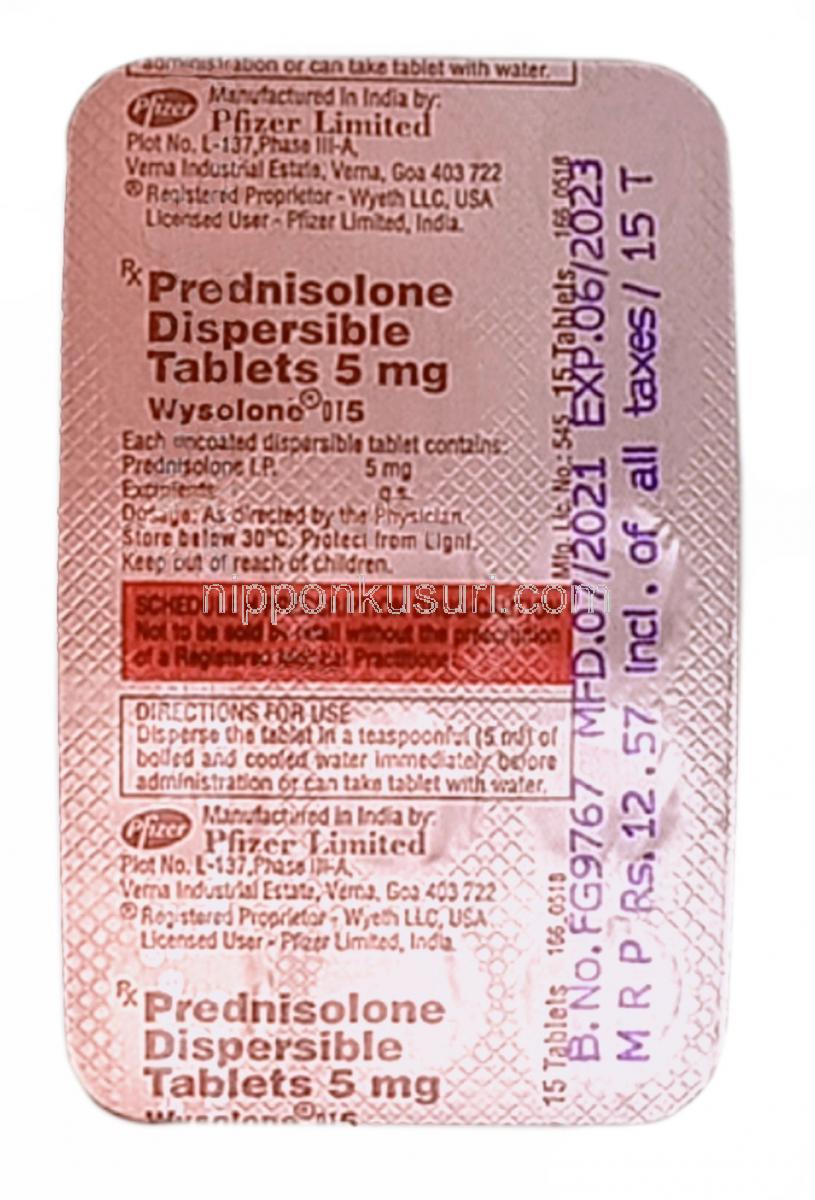 administration or can take tablet with water.
Pfizer
Manufactured in India by:
Pfizer Limited
Plot No. L-137,Phase III-A,
Verna Industrial Estate, Verna, Goa 403 722
® Registered Proprietor - Wyeth LLC, USA
Licensed User - Pfizer Limited, India.
Rx Prednisolone
Dispersible
Tablets 5 mg
Wysolone®
Each uncoated dispersible tablet contains:
Prednisolone I.P. 5 mg
Excipients q.s.
Dosage: As directed by the Physician.
Store below 30°C. Protect from Light.
Keep out of reach of children.
nipponkusuri.com
Not to be sold by retail without the prescription
of a Registered Medical Practitioner
DIRECTIONS FOR USE
Disperse the tablet in a teaspoonful (5 ml) of
boiled and cooled water immediately before
administration or can take tablet with water.
Pfizer
Manufactured in India by:
Pfizer Limited
Plot No. L-137,Phase III-A,
Verna Industrial Estate, Verna, Goa 403 722
® Registered Proprietor - Wyeth LLC, USA
Licensed User - Pfizer Limited, India.
Rx Prednisolone
Dispersible
Tablets 5 mg
Wysolone®
15 Tablets 166 0518 Mfg. Lic. No.: 545 15 Tablets 166 0518
B.No.FG9767 MFD.07/2021 EXP.06/2023
M R P Rs.12.57 Incl. of all taxes/ 15 T